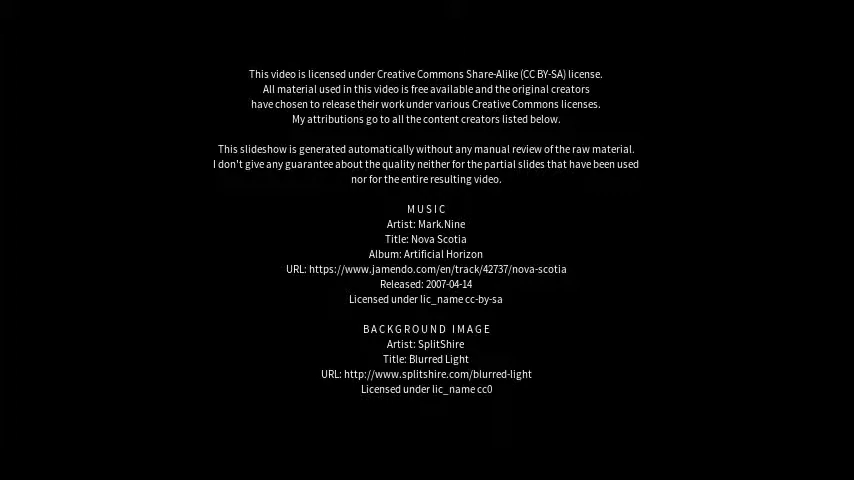 This video is licensed under Creative Commons Share-Alike (CC BY-SA) license.
All material used in this video is free available and the original creators
have chosen to release their work under various Creative Commons licenses.
My attributions go to all the content creators listed below.
This slideshow is generated automatically without any manual review of the raw material.
I don't give any guarantee about the quality neither for the partial slides that have been used
nor for the entire resulting video.
MUSIC
Artist: Mark.Nine
Title: Nova Scotia
Album: Artificial Horizon
URL: https://www.jamendo.com/en/track/42737/nova-scotia
Released: 2007-04-14
Licensed under lic_name cc-by-sa
BACKGROUND IMAGE
Artist: SplitShire
Title: Blurred Light
URL: http://www.splitshire.com/blurred-light
Licensed under lic_name cc0